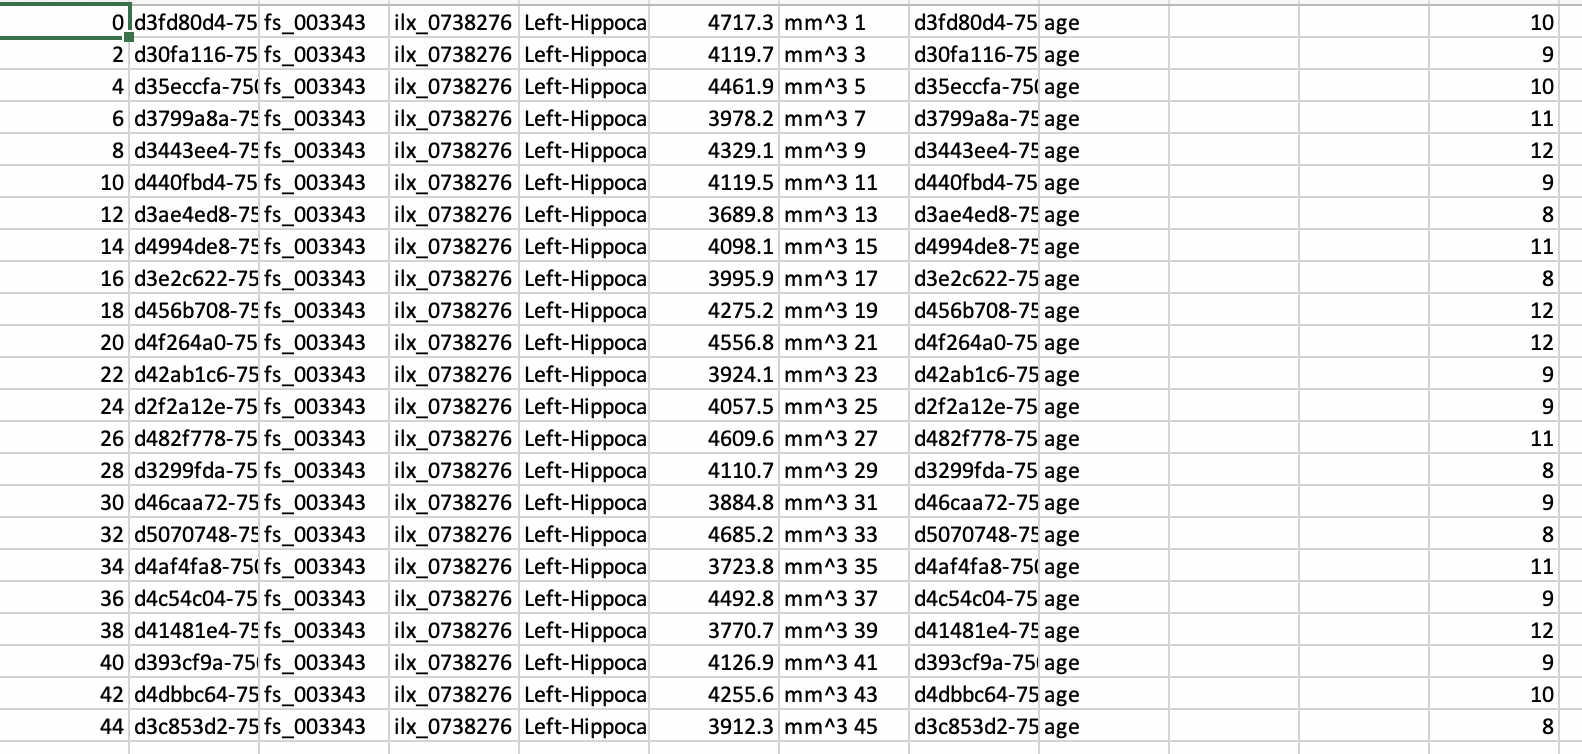 0 d3fd80d4-75 fs_003343 ilx_0738276 Left-Hippoca 4717.3 mm^3 1 d3fd80d4-75 age 10
2 d30fa116-75 fs_003343 ilx_0738276 Left-Hippoca 4119.7 mm^3 3 d30fa116-75 age 9
4 d35eccfa-750 fs_003343 ilx_0738276 Left-Hippoca 4461.9 mm^3 5 d35eccfa-750 age 10
6 d3799a8a-75 fs_003343 ilx_0738276 Left-Hippoca 3978.2 mm^3 7 d3799a8a-75 age 11
8 d3443ee4-75 fs_003343 ilx_0738276 Left-Hippoca 4329.1 mm^3 9 d3443ee4-75 age 12
10 d440fbd4-75 fs_003343 ilx_0738276 Left-Hippoca 4119.5 mm^3 11 d440fbd4-75 age 9
12 d3ae4ed8-75 fs_003343 ilx_0738276 Left-Hippoca 3689.8 mm^3 13 d3ae4ed8-75 age 8
14 d4994de8-75 fs_003343 ilx_0738276 Left-Hippoca 4098.1 mm^3 15 d4994de8-75 age 11
16 d3e2c622-75 fs_003343 ilx_0738276 Left-Hippoca 3995.9 mm^3 17 d3e2c622-75 age 8
18 d456b708-75 fs_003343 ilx_0738276 Left-Hippoca 4275.2 mm^3 19 d456b708-75 age 12
20 d4f264a0-75 fs_003343 ilx_0738276 Left-Hippoca 4556.8 mm^3 21 d4f264a0-75 age 12
22 d42ab1c6-75 fs_003343 ilx_0738276 Left-Hippoca 3924.1 mm^3 23 d42ab1c6-75 age 9
24 d2f2a12e-75 fs_003343 ilx_0738276 Left-Hippoca 4057.5 mm^3 25 d2f2a12e-75 age 9
26 d482f778-75 fs_003343 ilx_0738276 Left-Hippoca 4609.6 mm^3 27 d482f778-75 age 11
28 d3299fda-75 fs_003343 ilx_0738276 Left-Hippoca 4110.7 mm^3 29 d3299fda-75 age 8
30 d46caa72-75 fs_003343 ilx_0738276 Left-Hippoca 3884.8 mm^3 31 d46caa72-75 age 9
32 d5070748-75 fs_003343 ilx_0738276 Left-Hippoca 4685.2 mm^3 33 d5070748-75 age 8
34 d4af4fa8-750 fs_003343 ilx_0738276 Left-Hippoca 3723.8 mm^3 35 d4af4fa8-750 age 11
36 d4c54c04-75 fs_003343 ilx_0738276 Left-Hippoca 4492.8 mm^3 37 d4c54c04-75 age 9
38 d41481e4-75 fs_003343 ilx_0738276 Left-Hippoca 3770.7 mm^3 39 d41481e4-75 age 12
40 d393cf9a-750 fs_003343 ilx_0738276 Left-Hippoca 4126.9 mm^3 41 d393cf9a-750 age 9
42 d4dbbc64-75 fs_003343 ilx_0738276 Left-Hippoca 4255.6 mm^3 43 d4dbbc64-75 age 10
44 d3c853d2-75 fs_003343 ilx_0738276 Left-Hippoca 3912.3 mm^3 45 d3c853d2-75 age 8